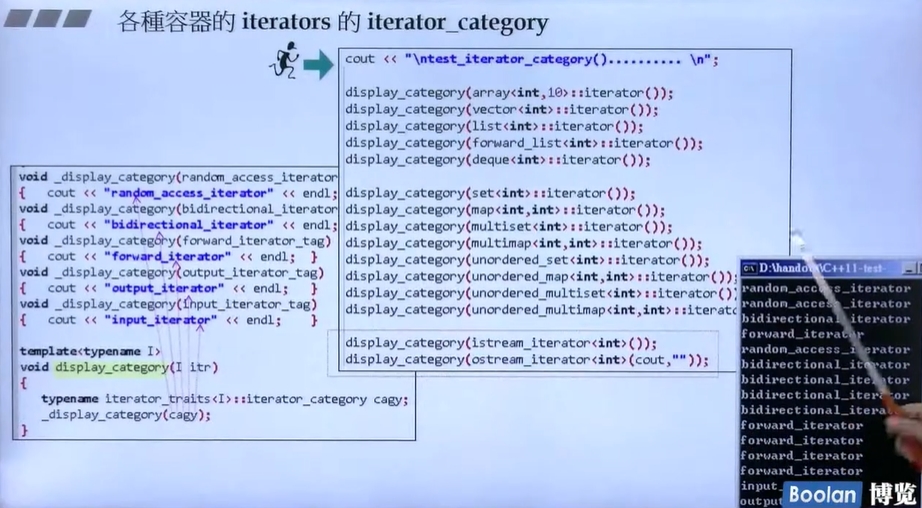 各種容器的 iterators 的 iterator_category
cout << "\ntest_iterator_category().......... \n";
display_category(array<int,10>::iterator());
display_category(vector<int>::iterator());
display_category(list<int>::iterator());
display_category(forward_list<int>::iterator());
display_category(deque<int>::iterator());
display_category(set<int>::iterator());
display_category(map<int,int>::iterator());
display_category(multiset<int>::iterator());
display_category(multimap<int,int>::iterator());
display_category(unordered_set<int>::iterator());
display_category(unordered_map<int,int>::iterator());
display_category(unordered_multiset<int>::iterator())
display_category(unordered_multimap<int,int>::iterator
display_category(istream_iterator<int>());
display_category(ostream_iterator<int>(cout,""));
void _display_category(random_access_iterator
{ cout << "random_access_iterator" << endl;
void _display_category(bidirectional_iterator
{ cout << "bidirectional_iterator" << endl;
void _display_category(forward_iterator_tag)
{ cout << "forward_iterator" << endl; }
void _display_category(output_iterator_tag)
{ cout << "output_iterator" << endl; }
void _display_category(input_iterator_tag)
{ cout << "input_iterator" << endl; }
template<typename I>
void display_category(I itr)
{
typename iterator_traits<I>::iterator_category cagy;
_display_category(cagy);
}
D:\handout\C++11-test-
random_access_iterator
random_access_iterator
bidirectional_iterator
forward_iterator
random_access_iterator
bidirectional_iterator
bidirectional_iterator
bidirectional_iterator
bidirectional_iterator
forward_iterator
forward_iterator
forward_iterator
forward_iterator
input_
output
Boolan 博览